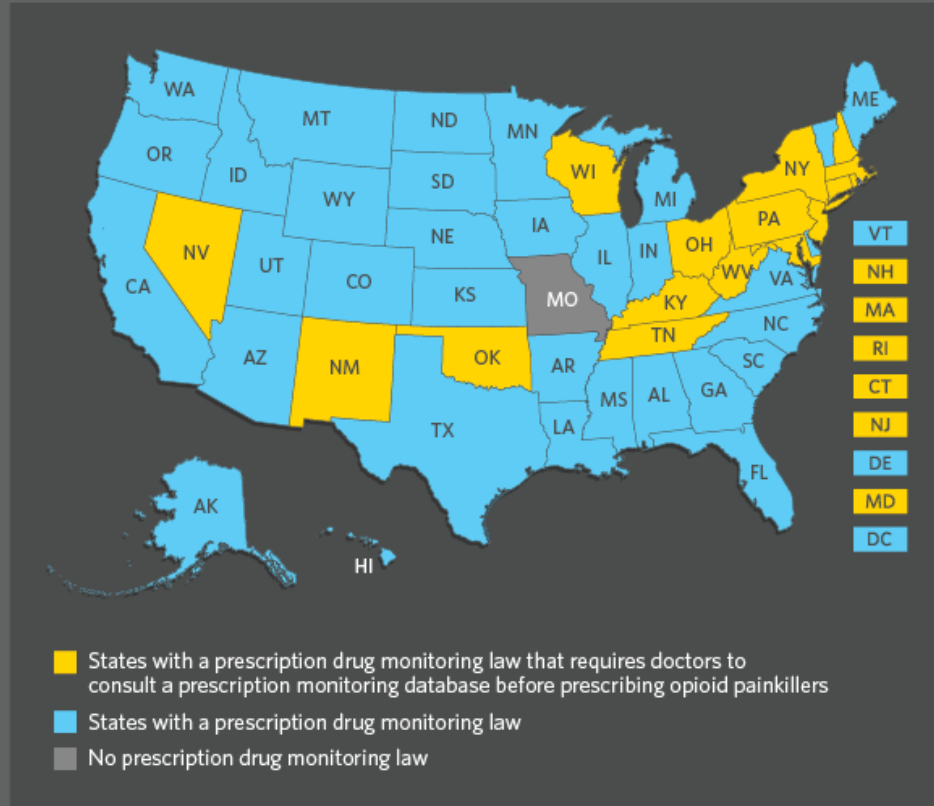 WA
MT
ND
MN
ME
OR
ID
SD
WI
NY
WY
MI
IA
PA
NE
NV
UT
IL
IN
OH
WV
VA
CA
CO
KS
MO
KY
NC
TN
AZ
NM
OK
AR
SC
MS
AL
GA
TX
LA
FL
AK
HI
VT
NH
MA
RI
CT
NJ
DE
MD
DC
States with a prescription drug monitoring law that requires doctors to
consult a prescription monitoring database before prescribing opioid painkillers
States with a prescription drug monitoring law
No prescription drug monitoring law